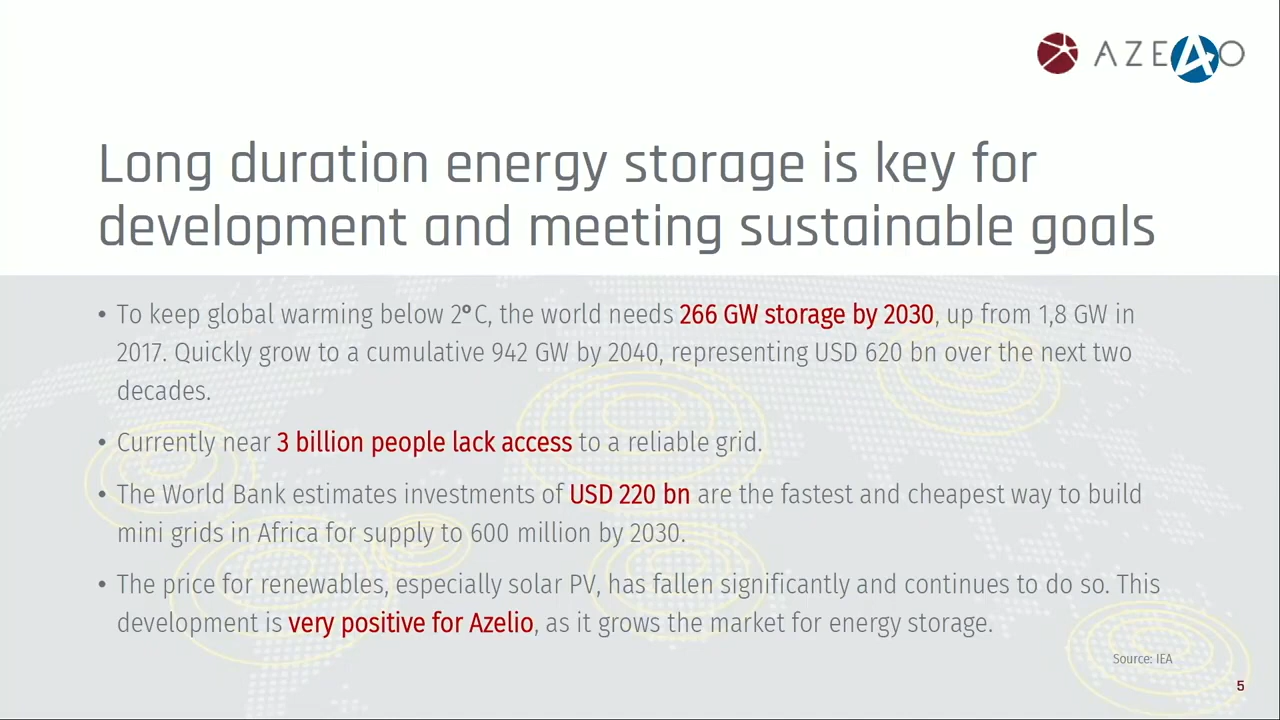 AZE O
Long duration energy storage is key for
development and meeting sustainable goals
• To keep global warming below 2°C, the world needs 266 GW storage by 2030, up from 1,8 GW in
2017. Quickly grow to a cumulative 942 GW by 2040, representing USD 620 bn over the next two
decades.
• Currently near 3 billion people lack access to a reliable grid.
• The World Bank estimates investments of USD 220 bn are the fastest and cheapest way to build
mini grids in Africa for supply to 600 million by 2030.
• The price for renewables, especially solar PV, has fallen significantly and continues to do so. This
development is very positive for Azelio, as it grows the market for energy storage.
Source: IEA
5